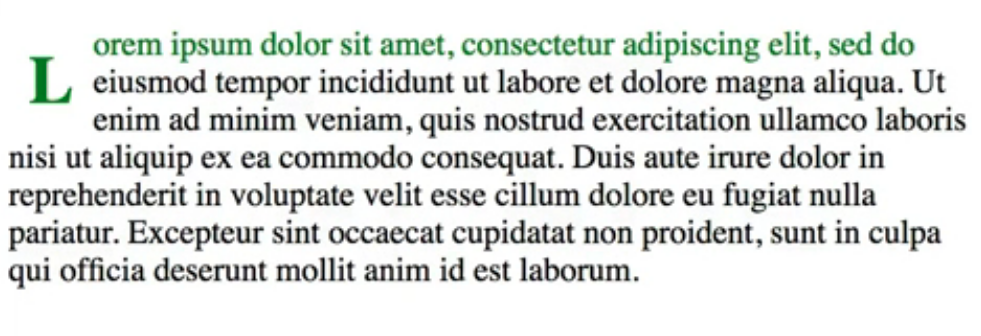 Lorem ipsum dolor sit amet, consectetur adipiscing elit, sed do
eiusmod tempor incididunt ut labore et dolore magna aliqua. Ut
enim ad minim veniam, quis nostrud exercitation ullamco laboris
nisi ut aliquip ex ea commodo consequat. Duis aute irure dolor in
reprehenderit in voluptate velit esse cillum dolore eu fugiat nulla
pariatur. Excepteur sint occaecat cupidatat non proident, sunt in culpa
qui officia deserunt mollit anim id est laborum.